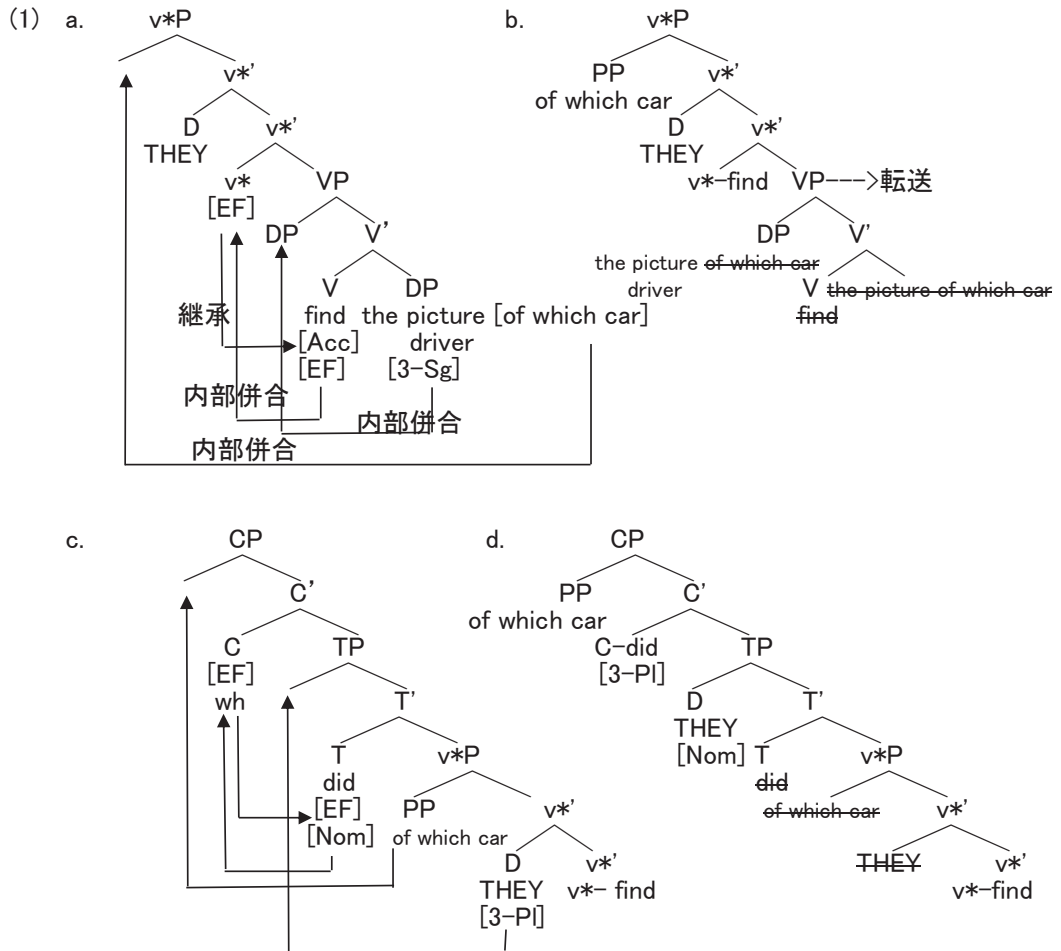 (1) a. v*P b. v*P
v*' PP v*'
of which car
D v*' D v*'
THEY THEY
v* VP v*-find VP--->転送
[EF]
DP V' DP V'
the picture of which car
V DP driver V the picture of which car
継承 find the picture [of which car] find
[Acc] driver
[EF] [3-Sg]
内部併合
内部併合
内部併合
c. CP d. CP
C' PP C'
of which car
C TP C-did TP
[EF] [3-Pl]
wh T' D T'
THEY
T v*P [Nom] T v*P
did did
[EF] PP v*' of which car v*'
[Nom] of which car
D v*' THEY v*'
THEY v*- find v*-find
[3-Pl]